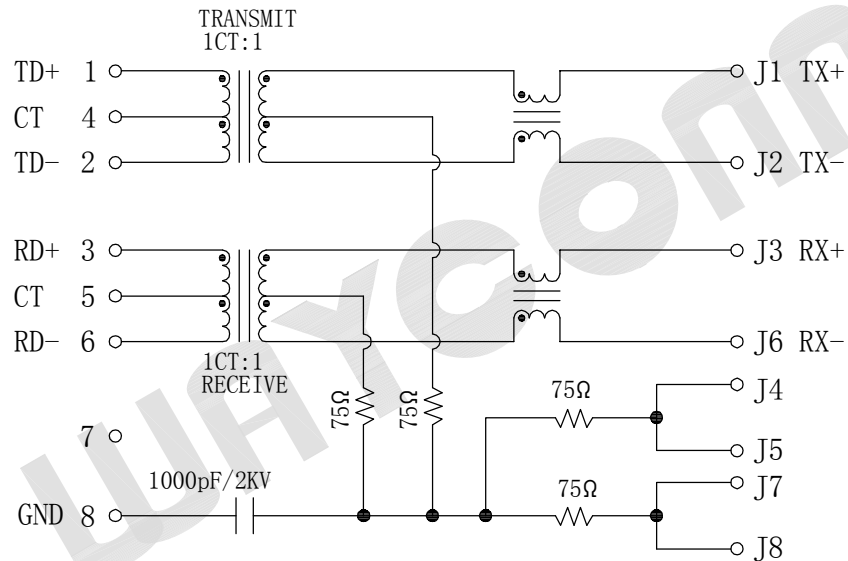 TRANSMIT
1CT:1
TD+ 1
J1 TX+
CT 4
TD- 2
J2 TX-
RD+ 3
J3 RX+
CT 5
RD- 6
J6 RX-
1CT:1
RECEIVE
75Ω
75Ω
75Ω
J4
7
J5
1000pF/2KV
75Ω
J7
GND 8
J8
WAYCONN